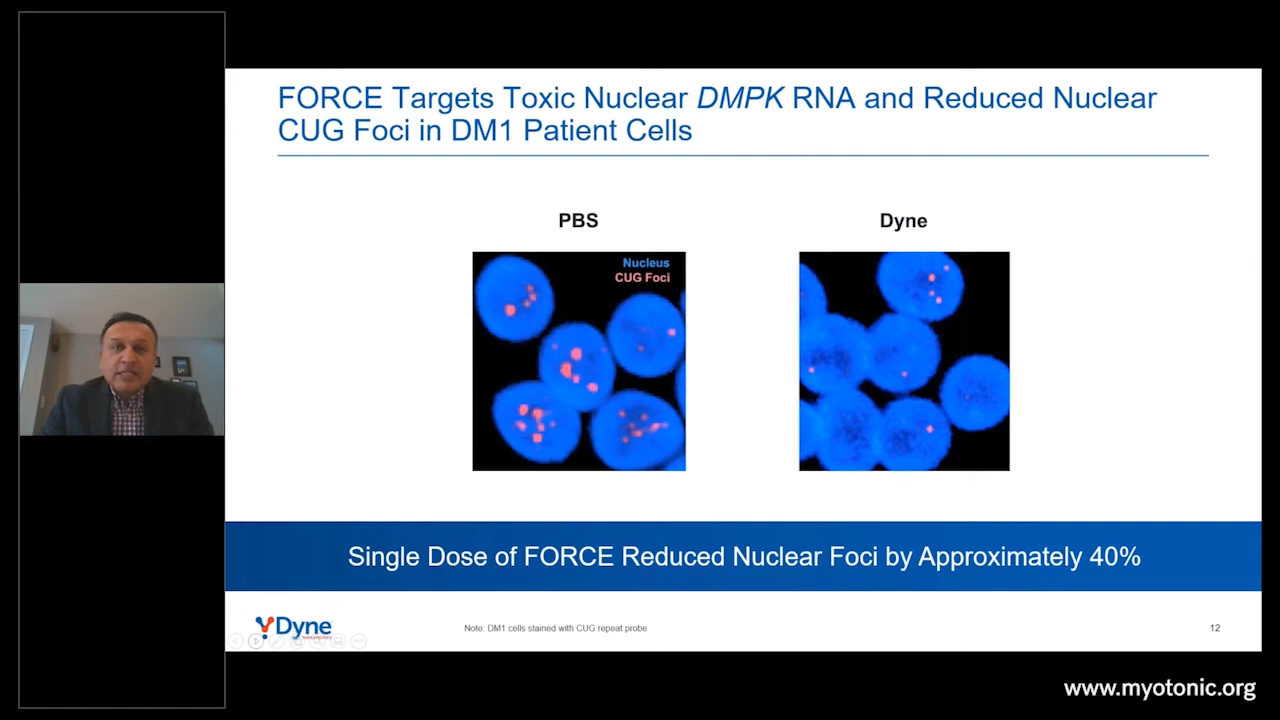 FORCE Targets Toxic Nuclear DMPK RNA and Reduced Nuclear
CUG Foci in DM1 Patient Cells
PBS
Dyne
Nucleus
CUG Foci
Single Dose of FORCE Reduced Nuclear Foci by Approximately 40%
Dyne
THERAPEUTICS
Note: DM1 cells stained with CUG repeat probe
12
www.myotonic.org